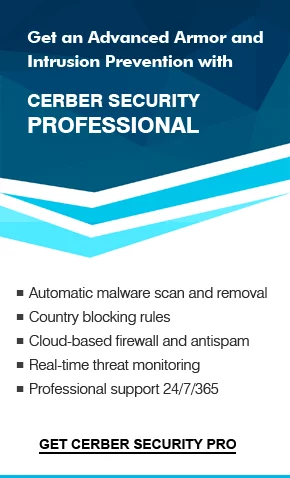 Get an Advanced Armor and
Intrusion Prevention with
CERBER SECURITY
PROFESSIONAL
Automatic malware scan and removal
Country blocking rules
Cloud-based firewall and antispam
Real-time threat monitoring
Professional support 24/7/365
GET CERBER SECURITY PRO